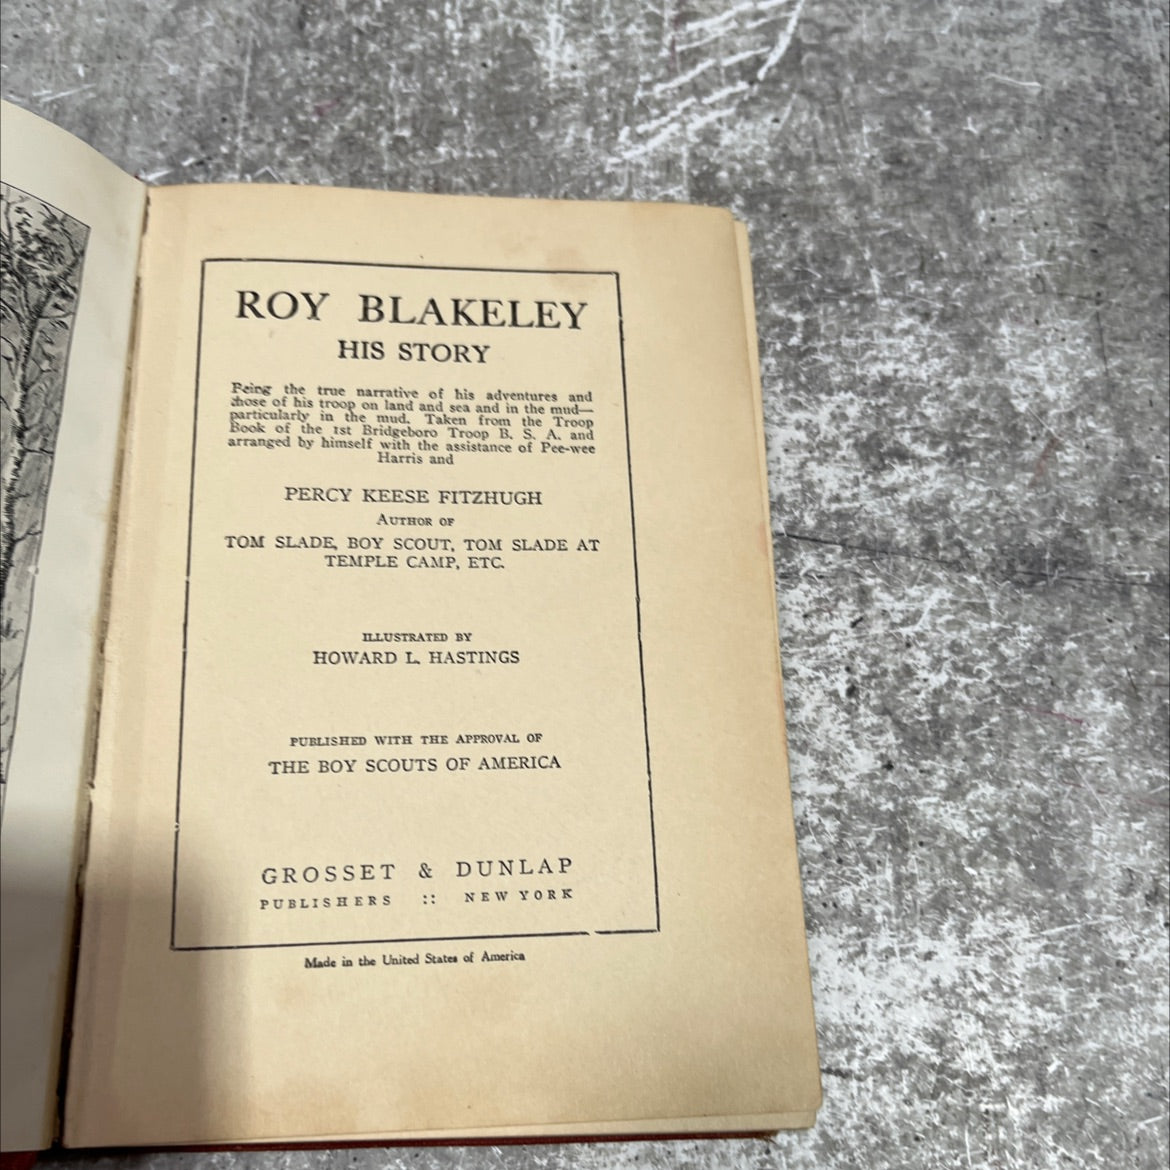 ROY BLAKELEY
HIS STORY
Being the true narrative of his adventures and
those of his troop on land and sea and in the mud—
particularly in the mud. Taken from the Troop
Book of the 1st Bridgeboro Troop B. S. A. and
arranged by himself with the assistance of Pee-wee
Harris and
PERCY KEESE FITZHUGH
AUTHOR OF
TOM SLADE, BOY SCOUT, TOM SLADE AT
TEMPLE CAMP, ETC.
ILLUSTRATED BY
HOWARD L. HASTINGS
PUBLISHED WITH THE APPROVAL OF
THE BOY SCOUTS OF AMERICA
GROSSET & DUNLAP
PUBLISHERS :: NEW YORK
Made in the United States of America